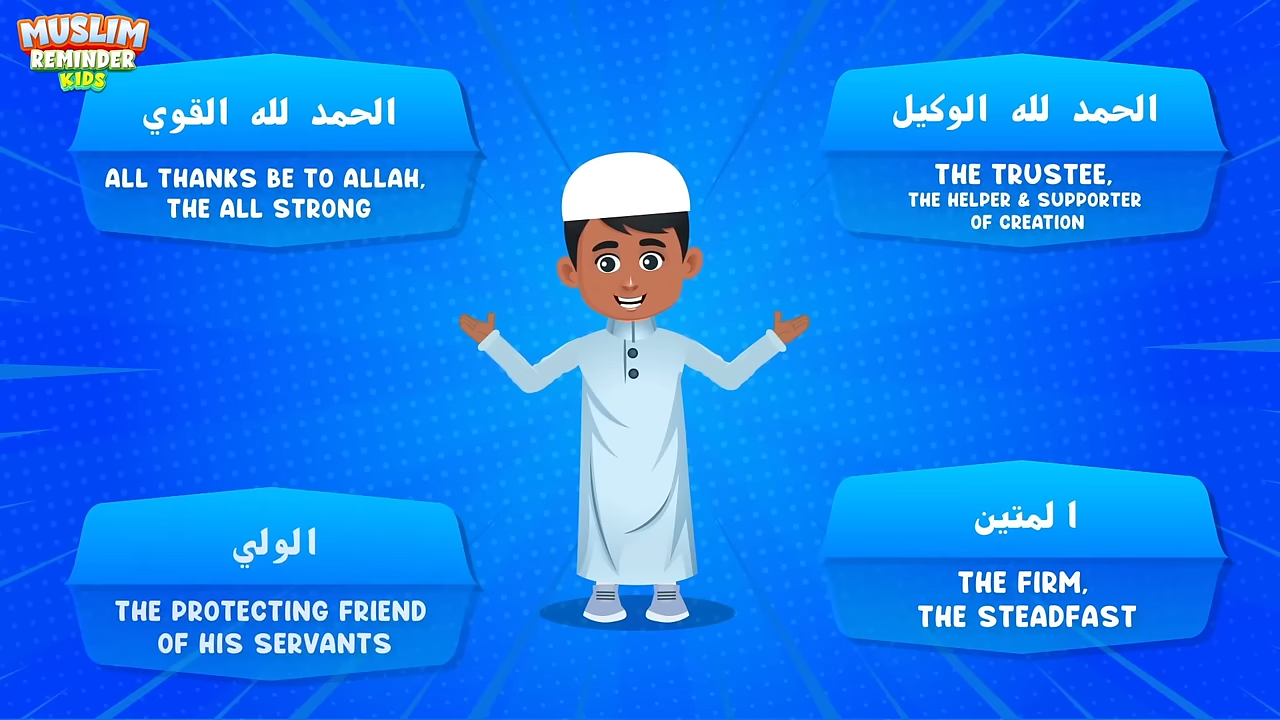 MUSLIM
REMINDER
KIDS
الحمد لله القوي
ALL THANKS BE TO ALLAH,
THE ALL STRONG
الحمد لله الوكيل
THE TRUSTEE,
THE HELPER & SUPPORTER
OF CREATION
الولي
THE PROTECTING FRIEND
OF HIS SERVANTS
المتين
THE FIRM,
THE STEADFAST